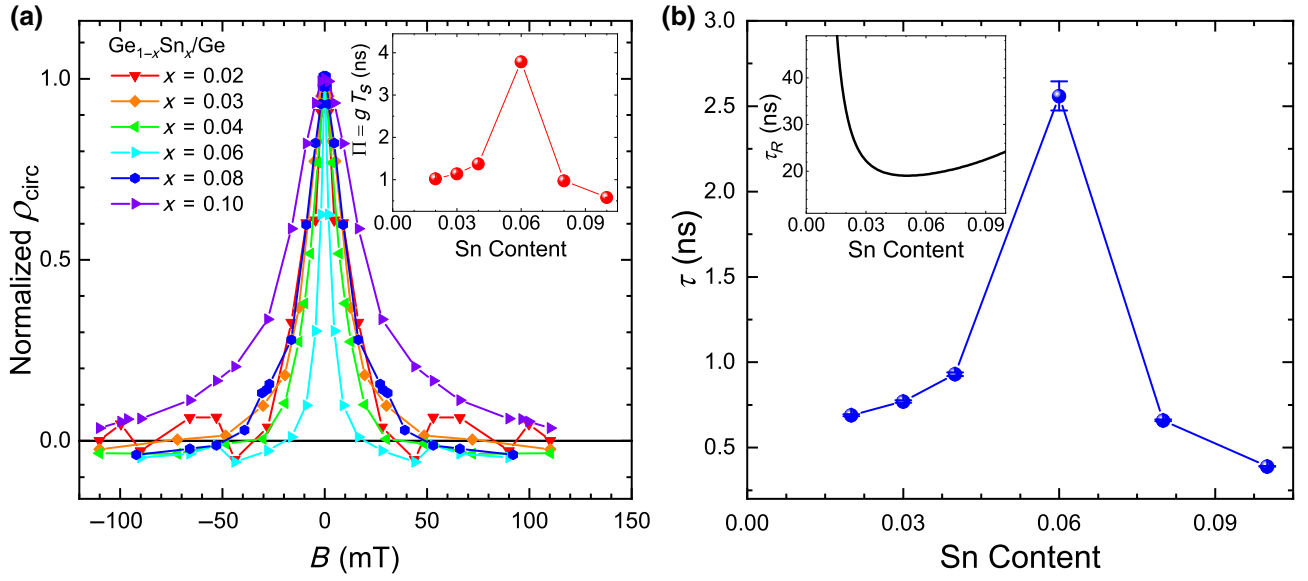 (a)
Normalized ρcirc
1.0
0.5
0.0
−100
−50
0
50
100
150
B (mT)
Ge1−xSnx/Ge
x = 0.02
x = 0.03
x = 0.04
x = 0.06
x = 0.08
x = 0.10
Π = g Ts (ns)
4
3
2
1
0.00
0.03
0.06
0.09
Sn Content
(b)
τ (ns)
3.0
2.5
2.0
1.5
1.0
0.5
0.00
0.03
0.06
0.09
Sn Content
τR (ns)
40
30
20
0.00
0.03
0.06
0.09
Sn Content